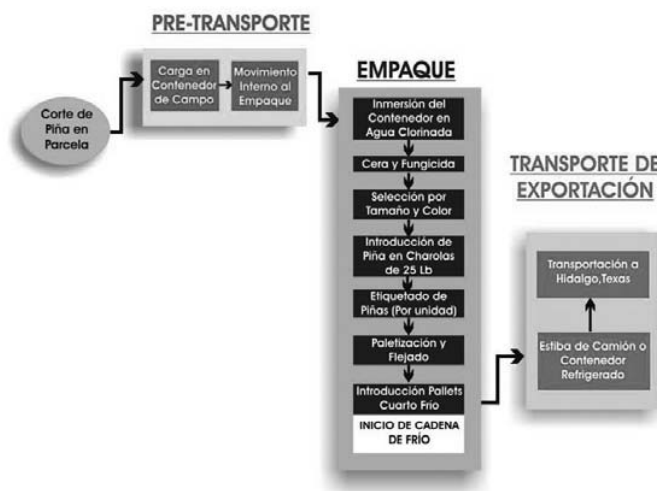 PRE-TRANSPORTE
Corte de
Piña en
Parcela
Carga en
Contenedor
de Campo
Movimiento
Interno al
Empaque
EMPAQUE
Inmersión del
Contenedor en
Agua Clorinada
Cera y Fungicida
Selección por
Tamaño y Color
Introducción de
Piña en Charolas
de 25 Lb
Etiquetado de
Piñas (Por unidad)
Paletización y
Flejado
Introducción Pallets
Cuarto Frío
INICIO DE CADENA
DE FRÍO
TRANSPORTE DE
EXPORTACIÓN
Transportación a
Hidalgo,Texas
Estiba de Camión o
Contenedor
Refrigerado